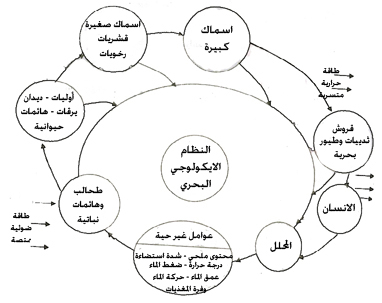 اسماك صغيرة
قشريات
رخويات
اسماك
كبيرة
طاقة
حرارية
متسربة
أوليات - ديدان
يرقات - هائمات
حيوانية
قروش
ثدييات وطيور
بحرية
النظام
الايكولوجي
البحري
طحالب
وهائمات
نباتية
الانسان
طاقة
ضوئية
ممتصة
المحلل
عوامل غير حية
محتوى ملحي - شدة استضاءة
درجة حرارة - ضغط الماء
عمق الماء - حركة الماء
وفرة المغذيات